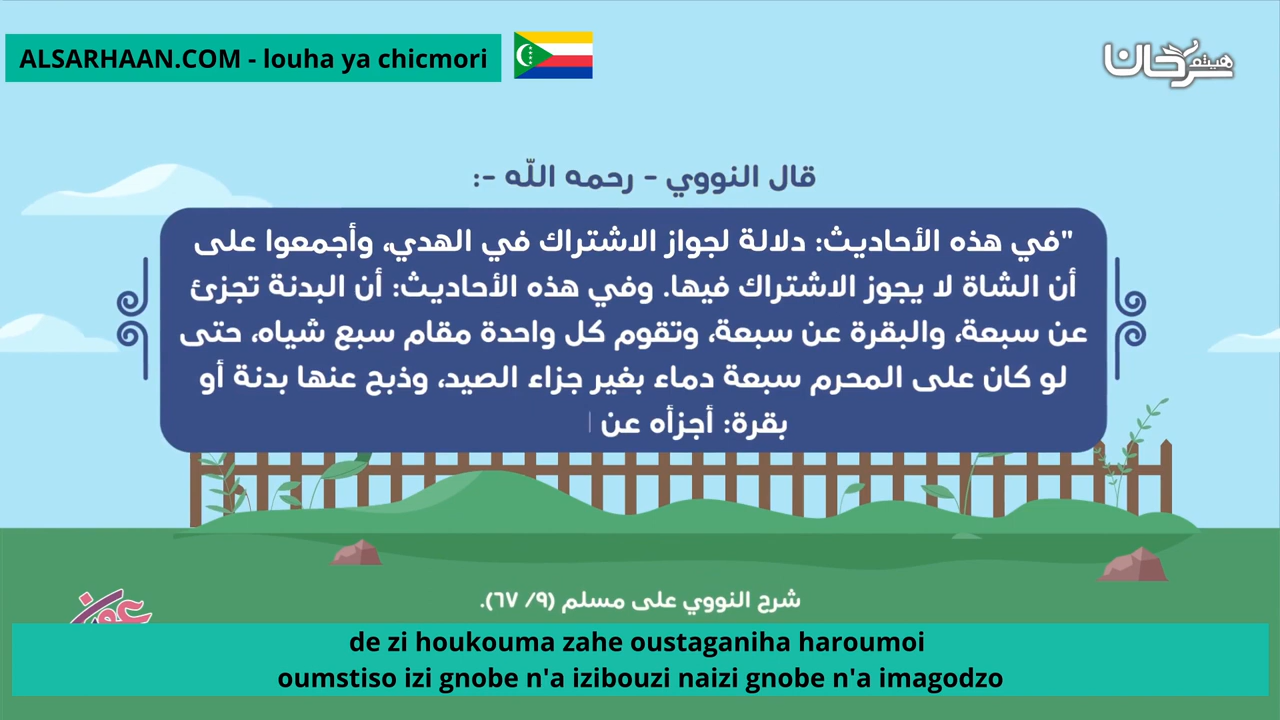 ALSARHAAN.COM - louha ya chicmori
هيثم سرحان
قال النووي - رحمه الله -:
"في هذه الأحاديث: دلالة لجواز الاشتراك في الهدي، وأجمعوا على
أن الشاة لا يجوز الاشتراك فيها. وفي هذه الأحاديث: أن البدنة تجزئ
عن سبعة، والبقرة عن سبعة، وتقوم كل واحدة مقام سبع شياه، حتى
لو كان على المحرم سبعة دماء بغير جزاء الصيد، وذبح عنها بدنة أو
بقرة: أجزأه عن
شرح النووي على مسلم (٩/ ٦٧).
de zi houkouma zahe oustaganiha haroumoi
oumstiso izi gnobe n'a izibouzi naizi gnobe n'a imagodzo